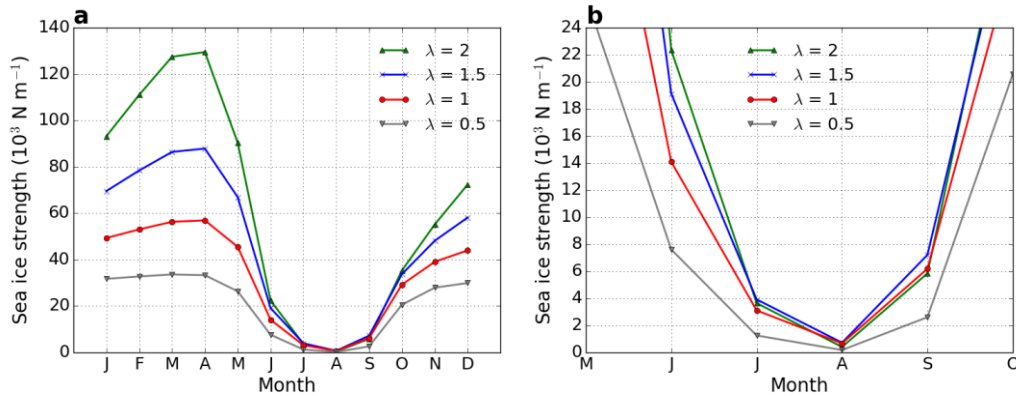 a
Sea ice strength (10³ N m⁻¹)
140
120
100
80
60
40
20
0
J F M A M J J A S O N D
Month
λ = 2
λ = 1.5
λ = 1
λ = 0.5
b
Sea ice strength (10³ N m⁻¹)
24
22
20
18
16
14
12
10
8
6
4
2
0
M J J A S O
Month
λ = 2
λ = 1.5
λ = 1
λ = 0.5